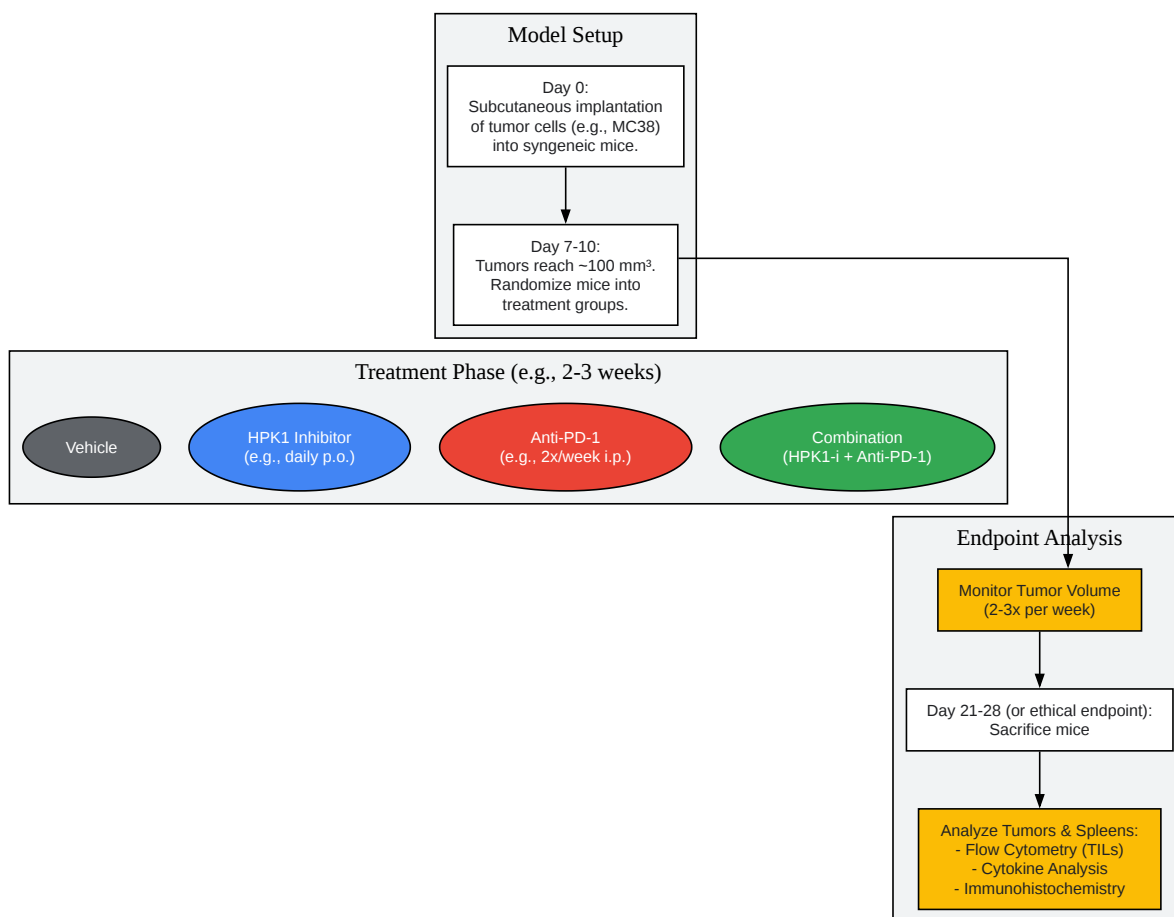 Model Setup
Day 0:
Subcutaneous implantation
of tumor cells (e.g., MC38)
into syngeneic mice.
Day 7-10:
Tumors reach ~100 mm³.
Randomize mice into
treatment groups.
Treatment Phase (e.g., 2-3 weeks)
Vehicle
HPK1 Inhibitor
(e.g., daily p.o.)
Anti-PD-1
(e.g., 2x/week i.p.)
Combination
(HPK1-i + Anti-PD-1)
Endpoint Analysis
Monitor Tumor Volume
(2-3x per week)
Day 21-28 (or ethical endpoint):
Sacrifice mice
Analyze Tumors & Spleens:
- Flow Cytometry (TILs)
- Cytokine Analysis
- Immunohistochemistry